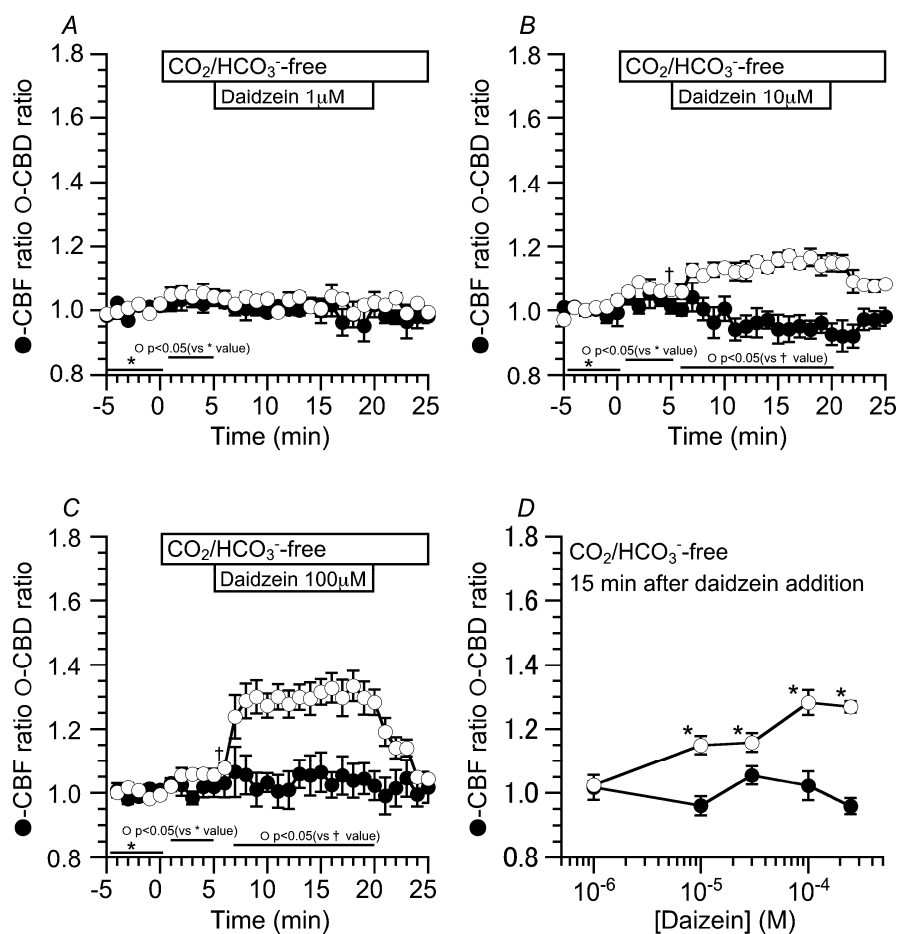 A
●-CBF ratio O-CBD ratio
1.8
1.6
1.4
1.2
1.0
0.8
CO₂/HCO₃⁻-free
Daidzein 1µM
O p<0.05(vs * value)
*
-5 0 5 10 15 20 25
Time (min)
B
●-CBF ratio O-CBD ratio
1.8
1.6
1.4
1.2
1.0
0.8
CO₂/HCO₃⁻-free
Daidzein 10µM
†
O p<0.05(vs * value)
O p<0.05(vs † value)
*
-5 0 5 10 15 20 25
Time (min)
C
●-CBF ratio O-CBD ratio
1.8
1.6
1.4
1.2
1.0
0.8
CO₂/HCO₃⁻-free
Daidzein 100µM
†
O p<0.05(vs * value)
O p<0.05(vs † value)
*
-5 0 5 10 15 20 25
Time (min)
D
●-CBF ratio O-CBD ratio
1.8
1.6
1.4
1.2
1.0
0.8
CO₂/HCO₃⁻-free
15 min after daidzein addition
* * * *
10⁻⁶ 10⁻⁵ 10⁻⁴
[Daizein] (M)